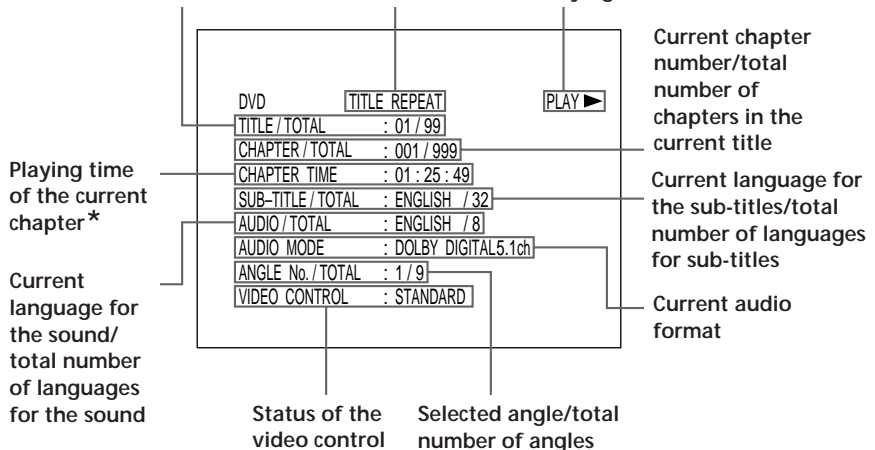 DVD TITLE REPEAT PLAY ►
TITLE / TOTAL : 01 / 99
CHAPTER / TOTAL : 001 / 999
CHAPTER TIME : 01 : 25 : 49
SUB–TITLE / TOTAL : ENGLISH / 32
AUDIO / TOTAL : ENGLISH / 8
AUDIO MODE : DOLBY DIGITAL5.1ch
ANGLE No. / TOTAL : 1 / 9
VIDEO CONTROL : STANDARD
Playing time
of the current
chapter*
Current
language for
the sound/
total number
of languages
for the sound
Current chapter
number/total
number of
chapters in the
current title
Current language for
the sub-titles/total
number of languages
for sub-titles
Current audio
format
Status of the
video control
Selected angle/total
number of angles